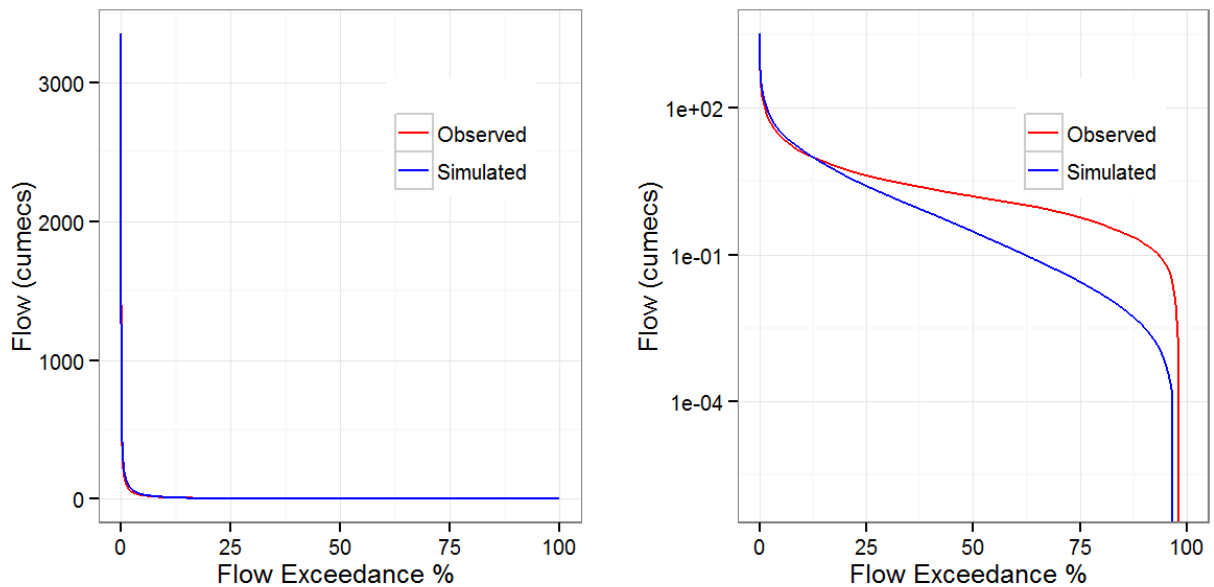 3000
2000
1000
0
Flow (cumecs)
Observed
Simulated
0
25
50
75
100
Flow Exceedance %
1e+02
1e-01
1e-04
Flow (cumecs)
Observed
Simulated
0
25
50
75
100
Flow Exceedance %